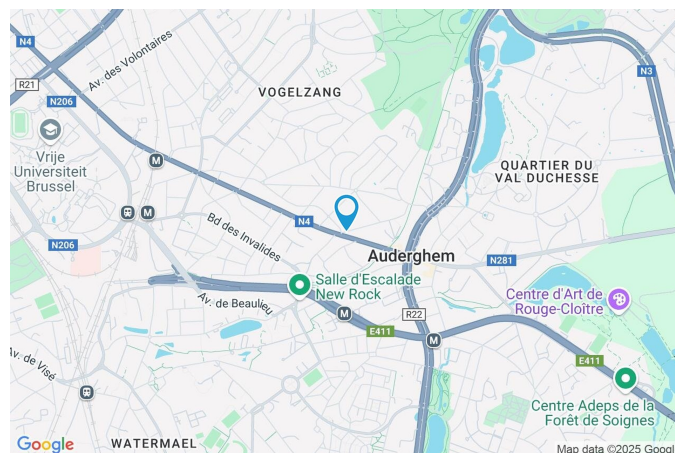 N4
Av. des Volontaires
R21
N206
VOGELZANG
N3
Vrije
Universiteit
Brussel
M
QUARTIER DU
VAL DUCHESSE
M
N206
Bd des Invalides
N4
Auderghem
N281
Salle d'Escalade
New Rock
Av. de Beaulieu
Centre d'Art de
Rouge-Cloître
R22
M
E411
M
Av. de Visé
E411
Centre Adeps de la
Forêt de Soignes
WATERMAEL
Google
Map data ©2025 Googl